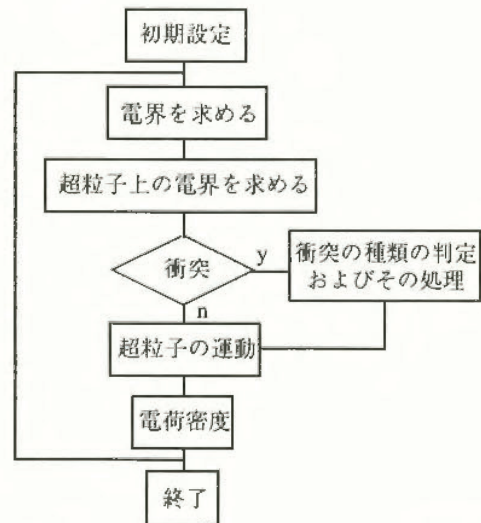 初期設定
電界を求める
超粒子上の電界を求める
衝突
y
衝突の種類の判定
およびその処理
n
超粒子の運動
電荷密度
終了